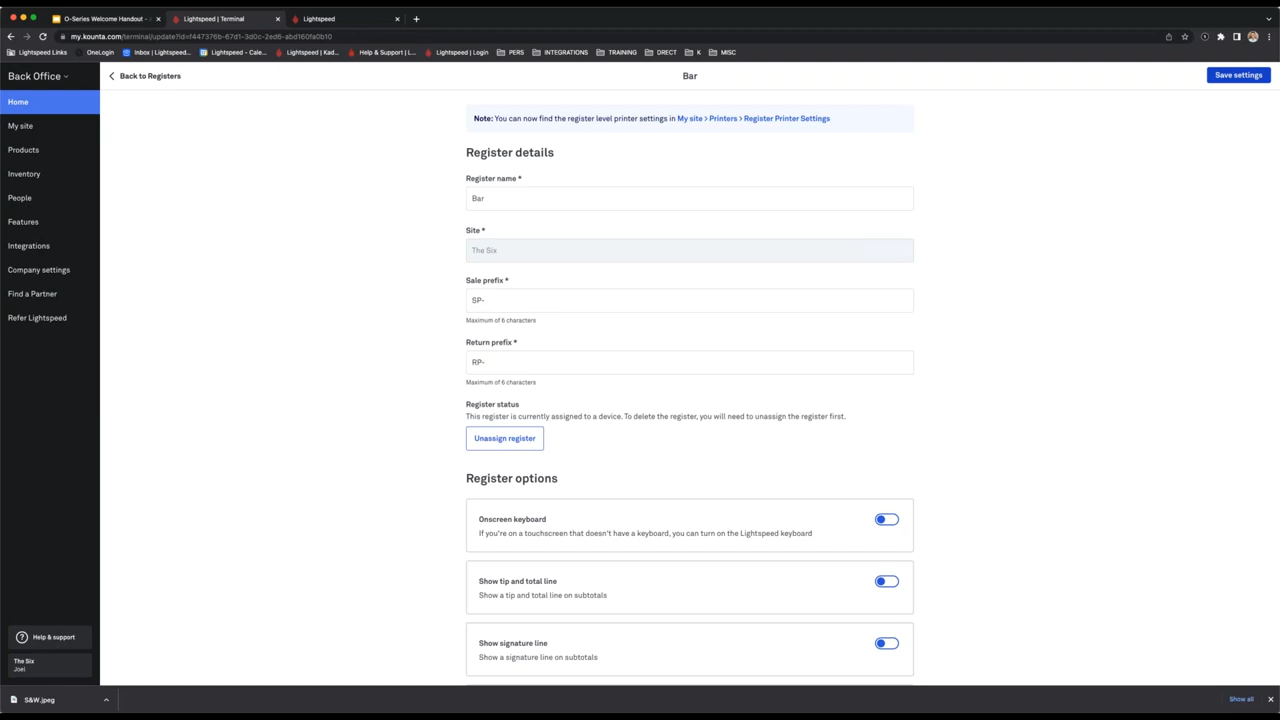 O-Series Welcome Handout -
Lightspeed | Terminal
Lightspeed
my.kounta.com/terminal/update?id=f447376b-67d1-3d0c-2ed6-abd160fa0b10
Lightspeed Links
OneLogin
Inbox | Lightspeed...
Lightspeed - Cale...
Lightspeed | Kad...
Help & Support | L...
Lightspeed | Login
PERS
INTEGRATIONS
TRAINING
DRECT
K
MISC
Back Office
Back to Registers
Bar
Save settings
Home
My site
Products
Inventory
People
Features
Integrations
Company settings
Find a Partner
Refer Lightspeed
Help & support
The Six
Joel
Note: You can now find the register level printer settings in My site > Printers > Register Printer Settings
Register details
Register name *
Bar
Site *
The Six
Sale prefix *
SP-
Maximum of 6 characters
Return prefix *
RP-
Maximum of 6 characters
Register status
This register is currently assigned to a device. To delete the register, you will need to unassign the register first.
Unassign register
Register options
Onscreen keyboard
If you're on a touchscreen that doesn't have a keyboard, you can turn on the Lightspeed keyboard
Show tip and total line
Show a tip and total line on subtotals
Show signature line
Show a signature line on subtotals
S&W.jpeg
Show all